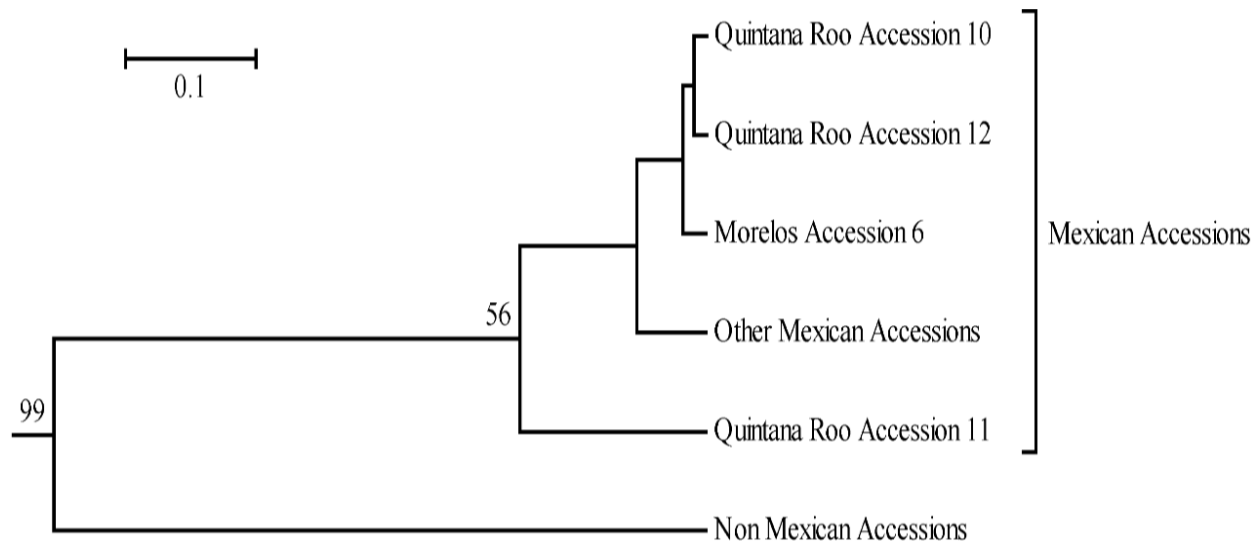 0.1
Quintana Roo Accession 10
Quintana Roo Accession 12
Morelos Accession 6
Mexican Accessions
56
Other Mexican Accessions
99
Quintana Roo Accession 11
Non Mexican Accessions